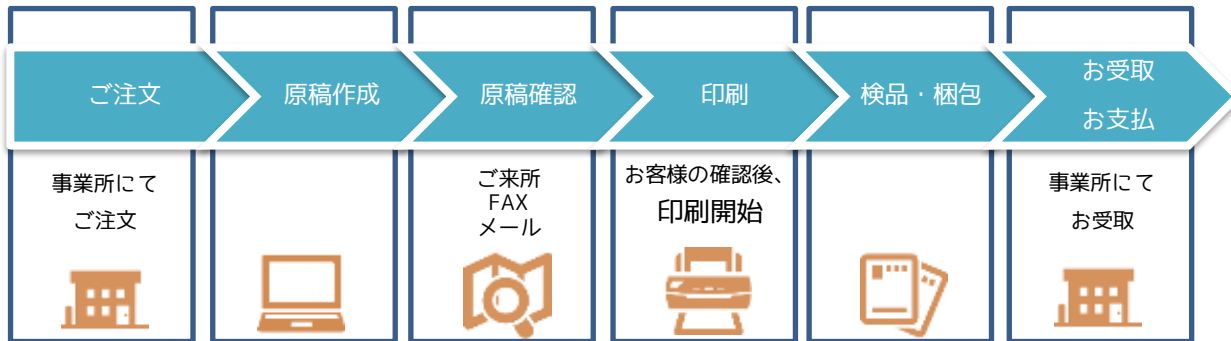 ご注文
原稿作成
原稿確認
印刷
検品・梱包
お受取
お支払
事業所にて
ご注文
ご来所
FAX
メール
お客様の確認後、
印刷開始
事業所にて
お受取